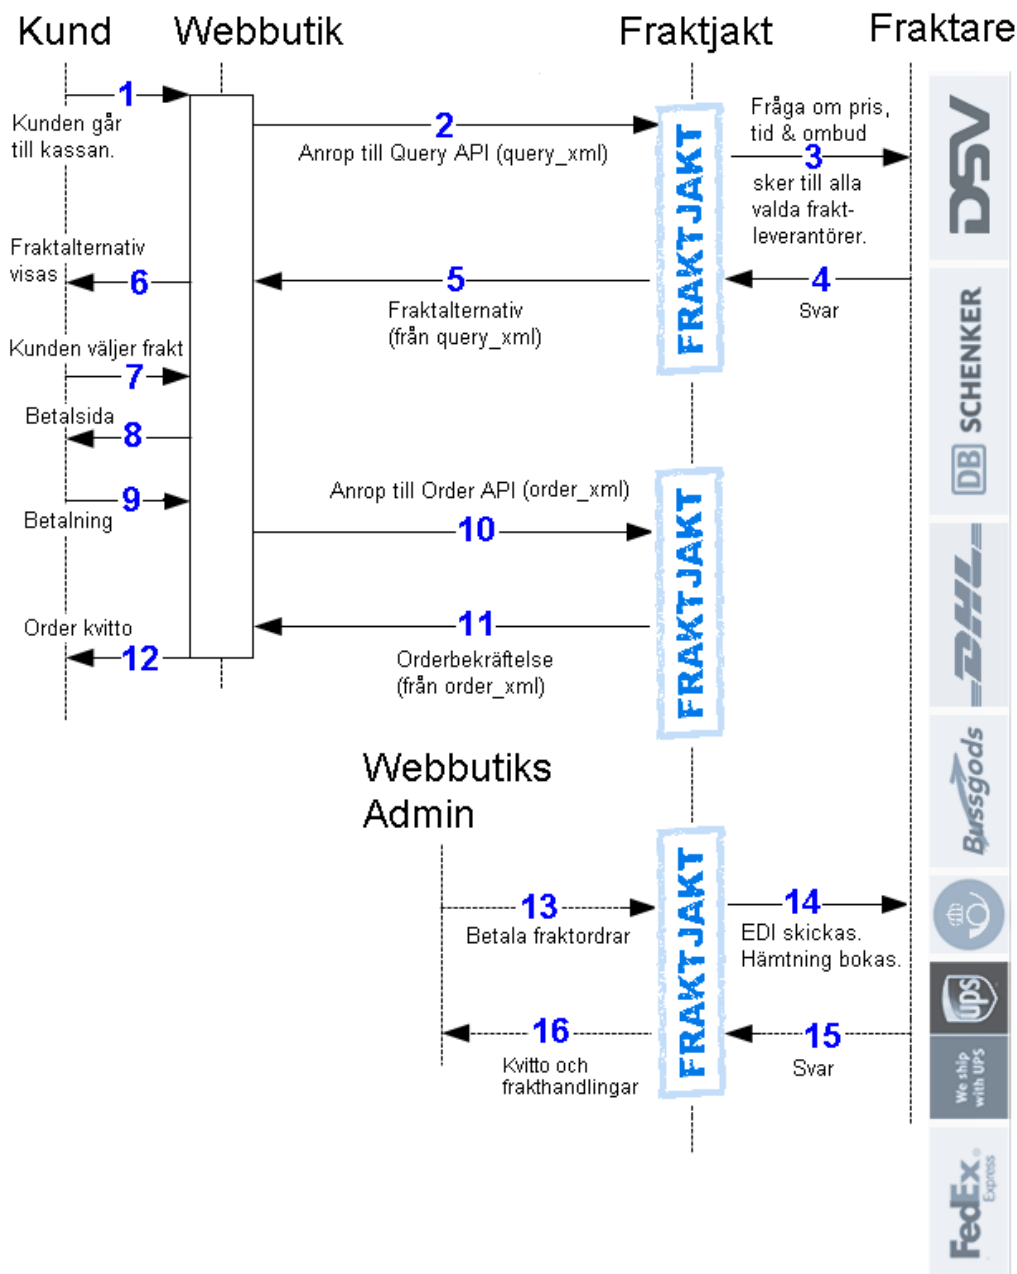 Kund
Webbutik
Fraktjakt
Fraktare
1
Kunden går
till kassan.
2
Anrop till Query API (query_xml)
Fråga om pris,
tid & ombud
3
sker till alla
valda frakt-
leverantörer.
FRAKTJAKT
DSV
Fraktalternativ
visas
6
5
Fraktalternativ
(från query_xml)
4
Svar
Kunden väljer frakt
7
Betalsida
8
9
Betalning
DB SCHENKER
Anrop till Order API (order_xml)
10
FRAKTJAKT
DHL
11
Orderbekräftelse
(från order_xml)
Order kvitto
12
Bussgods
Webbutiks
Admin
13
Betala fraktordrar
FRAKTJAKT
14
EDI skickas.
Hämtning bokas.
16
Kvitto och
frakthandlingar
15
Svar
ups
We ship
with UPS
FedEx
Express